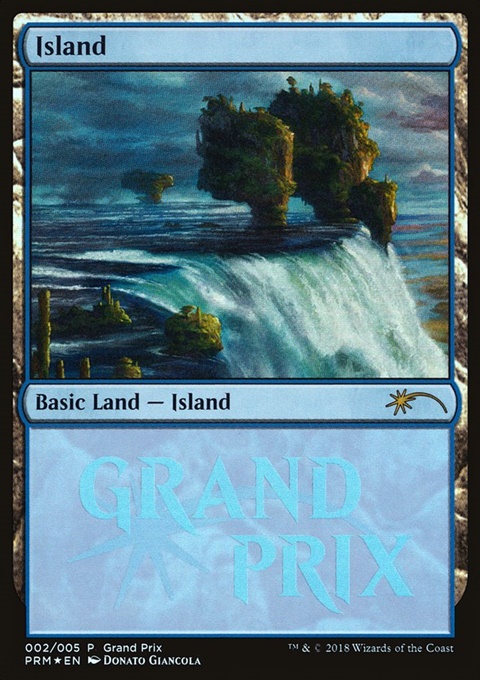 Island
Basic Land — Island
GRAND
PRIX
002/005 P Grand Prix
PRM★EN Donato Giancola
™ & © 2018 Wizards of the Coast